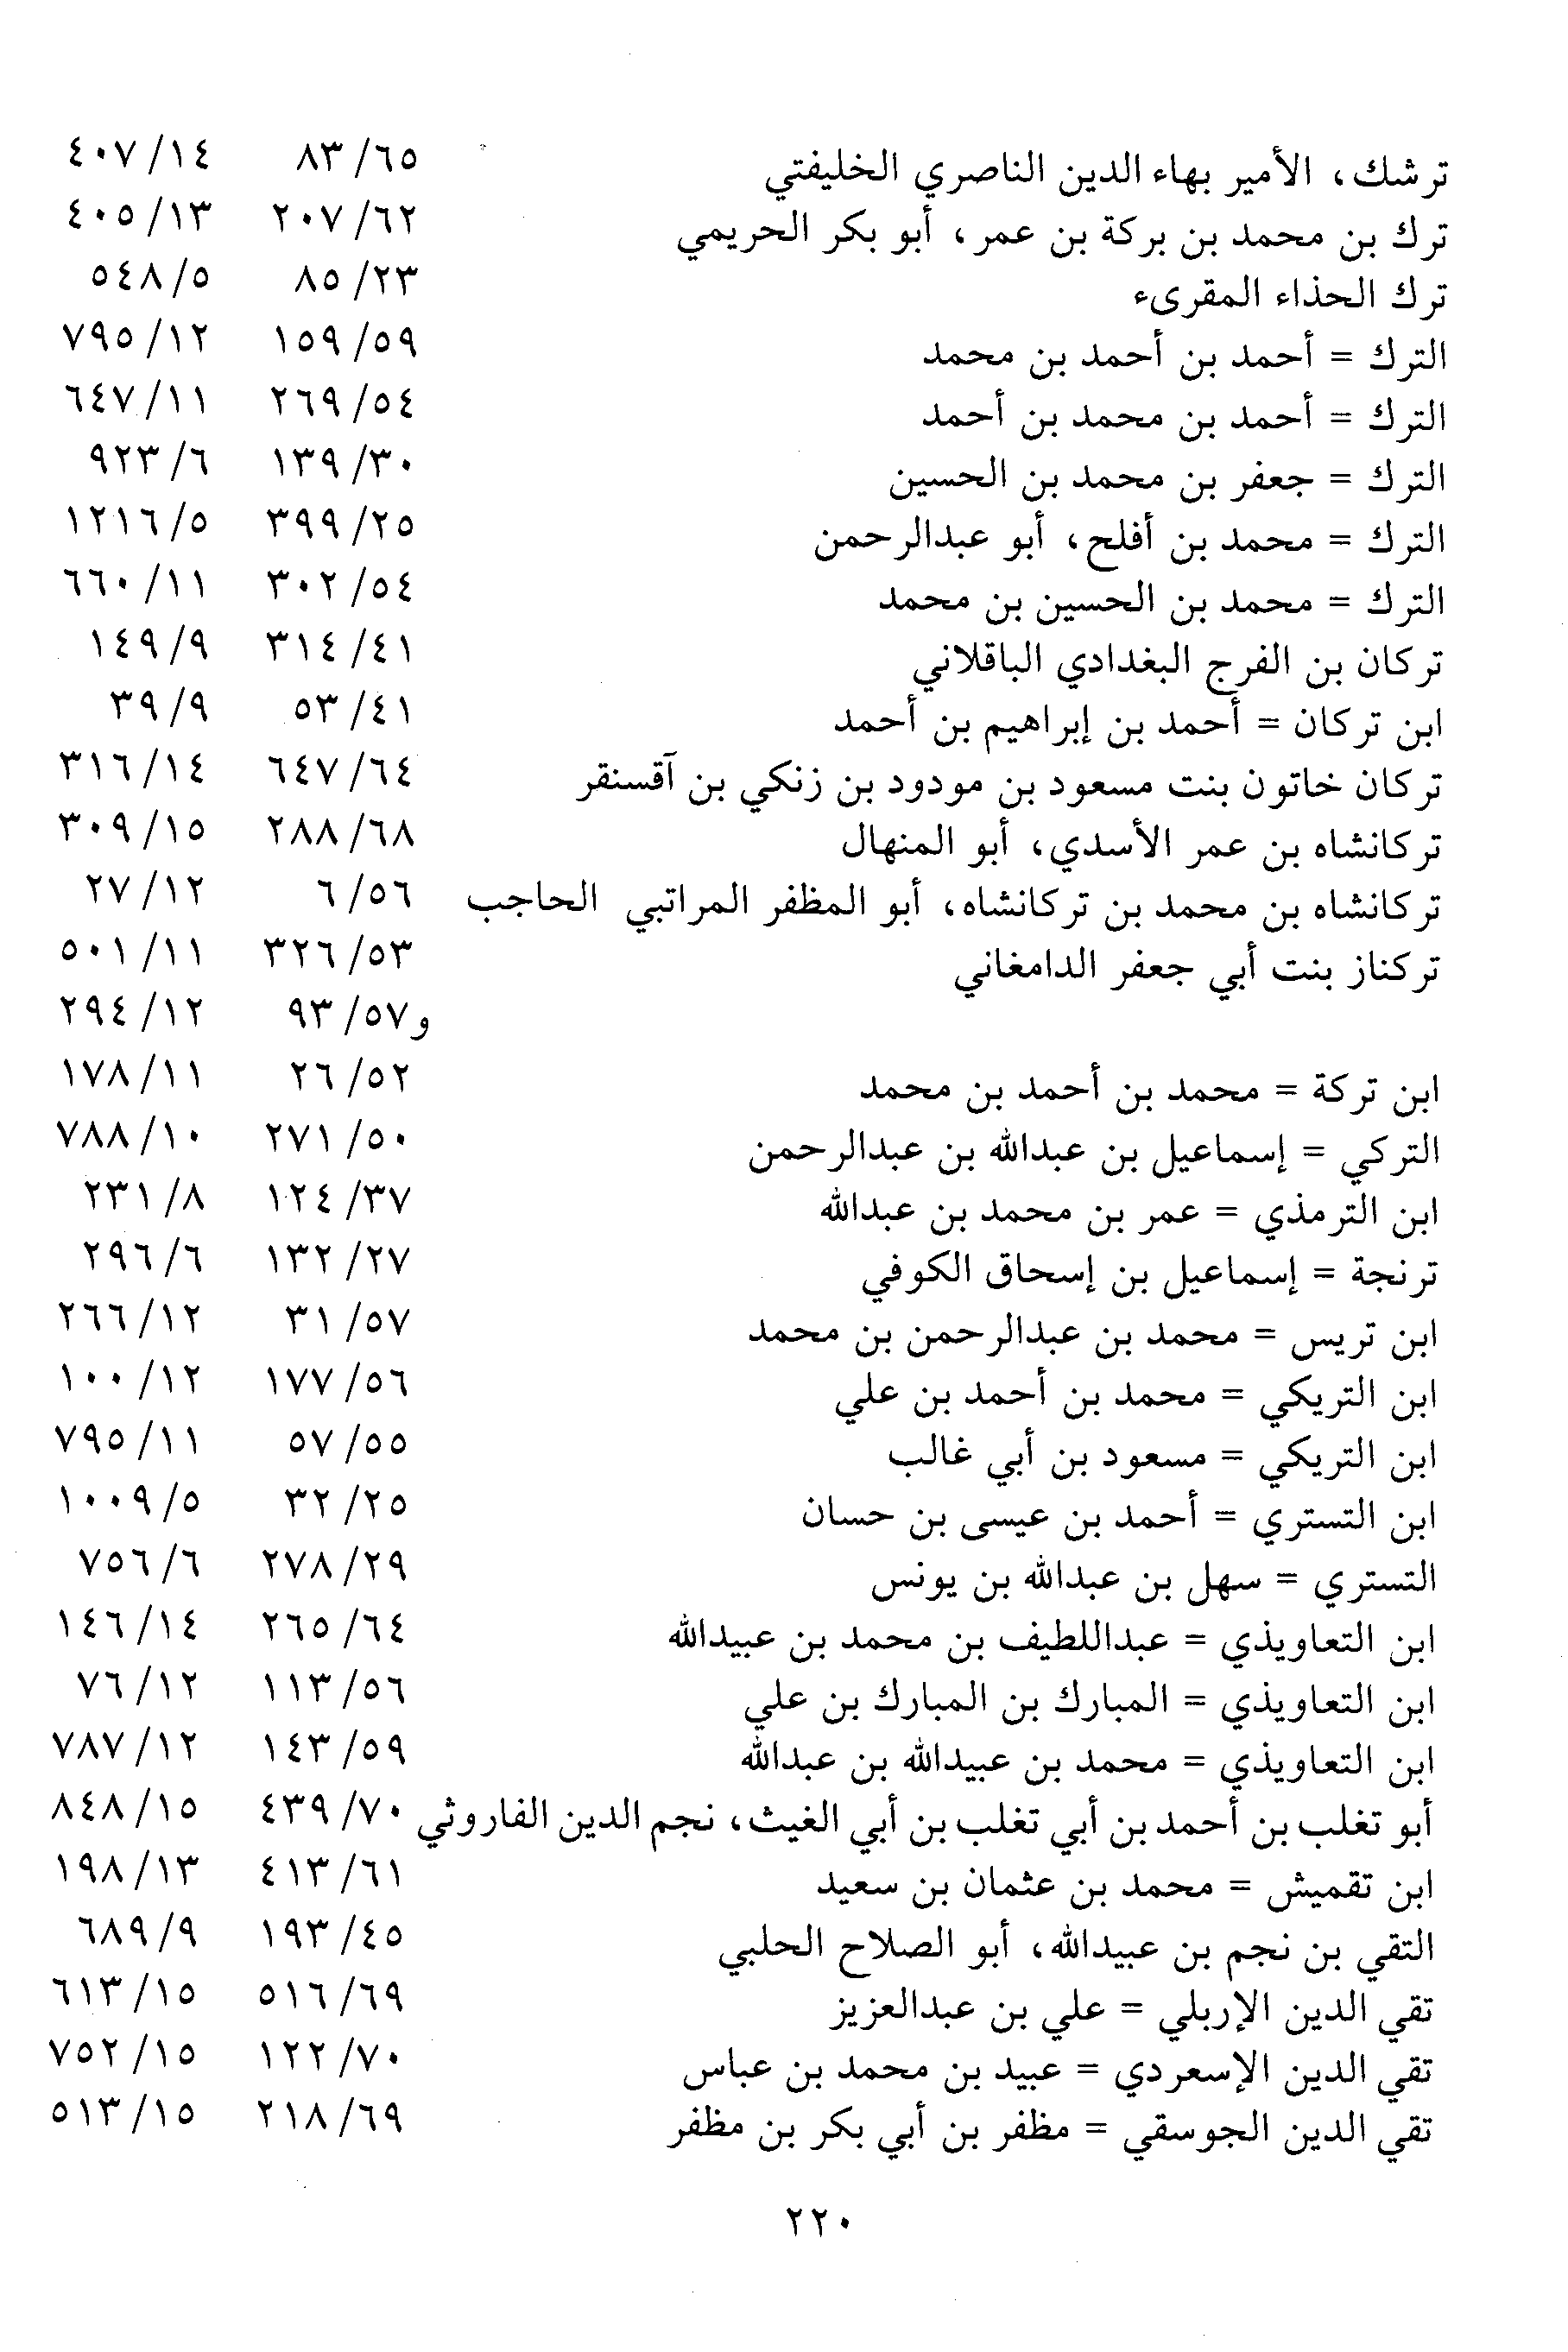 ترشك، الأمير بهاء الدين الناصري الخليفتي ٦٥/ ٨٣ ١٤/ ٤٠٧
ترك بن محمد بن بركة بن عمر، أبو بكر الحريمي ٦٢/ ٢٠٧ ١٣/ ٤٠٥
ترك الحذاء المقرىء ٢٣/ ٨٥ ٥/ ٥٤٨
الترك = أحمد بن أحمد بن محمد ٥٩/ ١٥٩ ١٢/ ٧٩٥
الترك = أحمد بن محمد بن أحمد ٥٤/ ٢٦٩ ١١/ ٦٤٧
الترك = جعفر بن محمد بن الحسين ٣٠/ ١٣٩ ٦/ ٩٢٣
الترك = محمد بن أفلح، أبو عبدالرحمن ٢٥/ ٣٩٩ ٥/ ١٢١٦
الترك = محمد بن الحسين بن محمد ٥٤/ ٣٠٢ ١١/ ٦٦٠
تركان بن الفرج البغدادي الباقلاني ٤١/ ٣١٤ ٩/ ١٤٩
ابن تركان = أحمد بن إبراهيم بن أحمد ٤١/ ٥٣ ٩/ ٣٩
تركان خاتون بنت مسعود بن مودود بن زنكي بن آقسنقر ٦٤/ ٦٤٧ ١٤/ ٣١٦
تركانشاه بن عمر الأسدي، أبو المنهال ٦٨/ ٢٨٨ ١٥/ ٣٠٩
تركانشاه بن محمد بن تركانشاه، أبو المظفر المراتبي الحاجب ٥٦/ ٦ ١٢/ ٢٧
تركناز بنت أبي جعفر الدامغاني ٥٣/ ٣٢٦ ١١/ ٥٠١
و٥٧/ ٩٣ ١٢/ ٢٩٤
ابن تركة = محمد بن أحمد بن محمد ٥٢/ ٢٦ ١١/ ١٧٨
التركي = إسماعيل بن عبدالله بن عبدالرحمن ٥٠/ ٢٧١ ١٠/ ٧٨٨
ابن الترمذي = عمر بن محمد بن عبدالله ٣٧/ ١٢٤ ٨/ ٢٣١
ترنجة = إسماعيل بن إسحاق الكوفي ٢٧/ ١٣٢ ٦/ ٢٩٦
ابن تريس = محمد بن عبدالرحمن بن محمد ٥٧/ ٣١ ١٢/ ٢٦٦
ابن التريكي = محمد بن أحمد بن علي ٥٦/ ١٧٧ ١٢/ ١٠٠
ابن التريكي = مسعود بن أبي غالب ٥٥/ ٥٧ ١١/ ٧٩٥
ابن التستري = أحمد بن عيسى بن حسان ٢٥/ ٣٢ ٥/ ١٠٠٩
التستري = سهل بن عبدالله بن يونس ٢٩/ ٢٧٨ ٦/ ٧٥٦
ابن التعاويذي = عبداللطيف بن محمد بن عبيدالله ٦٤/ ٢٦٥ ١٤/ ١٤٦
ابن التعاويذي = المبارك بن المبارك بن علي ٥٦/ ١١٣ ١٢/ ٧٦
ابن التعاويذي = محمد بن عبيدالله بن عبدالله ٥٩/ ١٤٣ ١٢/ ٧٨٧
أبو تغلب بن أحمد بن أبي تغلب بن أبي الغيث، نجم الدين الفاروثي ٧٠/ ٤٣٩ ١٥/ ٨٤٨
ابن تقميش = محمد بن عثمان بن سعيد ٦١/ ٤١٣ ١٣/ ١٩٨
التقي بن نجم بن عبيدالله، أبو الصلاح الحلبي ٤٥/ ١٩٣ ٩/ ٦٨٩
تقي الدين الإربلي = علي بن عبدالعزيز ٦٩/ ٥١٦ ١٥/ ٦١٣
تقي الدين الإسعردي = عبيد بن محمد بن عباس ٧٠/ ١٢٢ ١٥/ ٧٥٢
تقي الدين الجوسقي = مظفر بن أبي بكر بن مظفر ٦٩/ ٢١٨ ١٥/ ٥١٣
٢٢٠